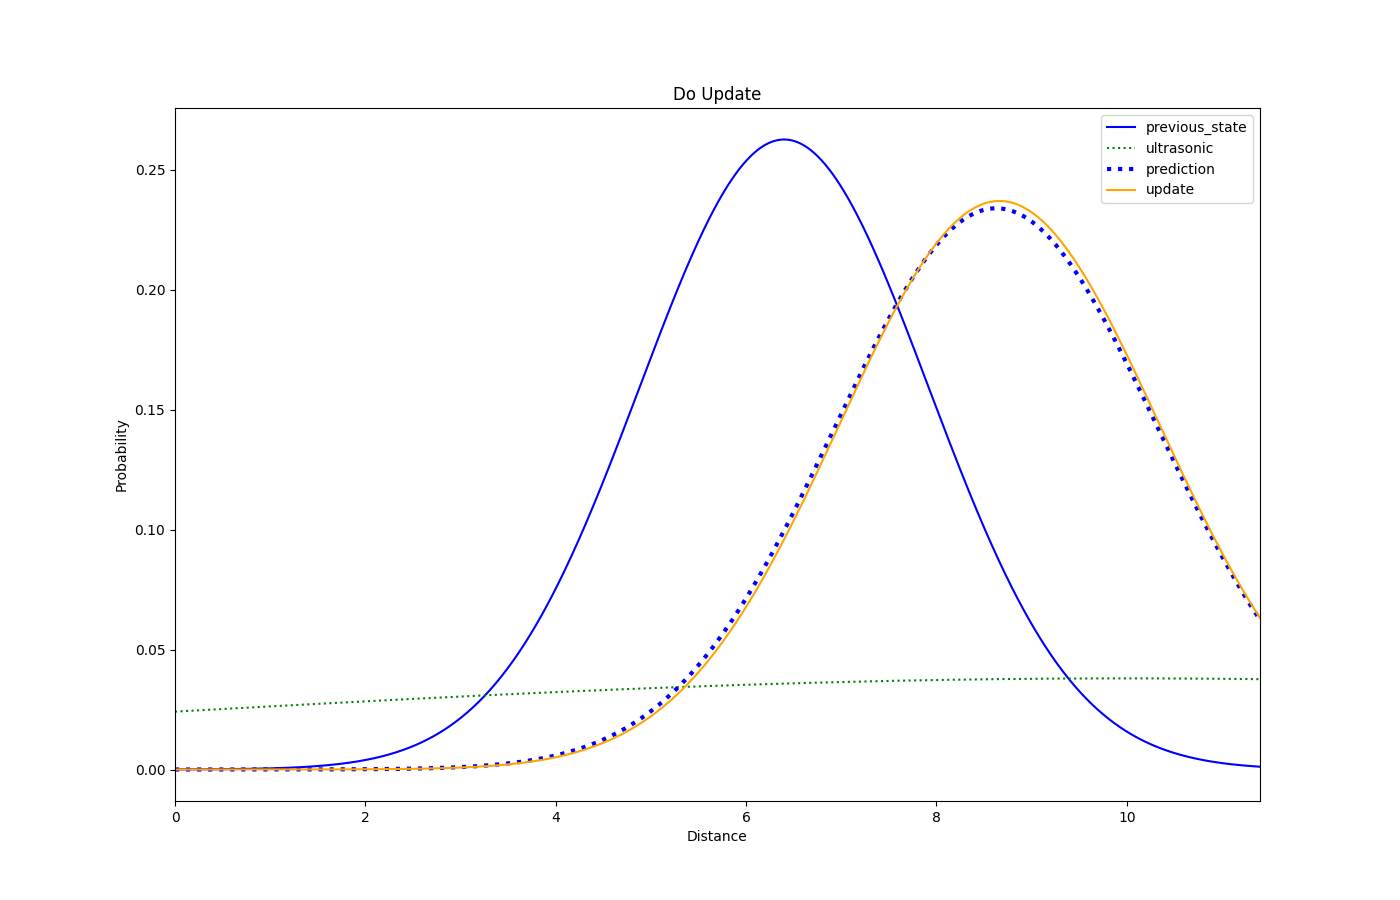 Do Update
previous_state
ultrasonic
prediction
update
0.25
0.20
0.15
0.10
0.05
0.00
Probability
0 2 4 6 8 10
Distance